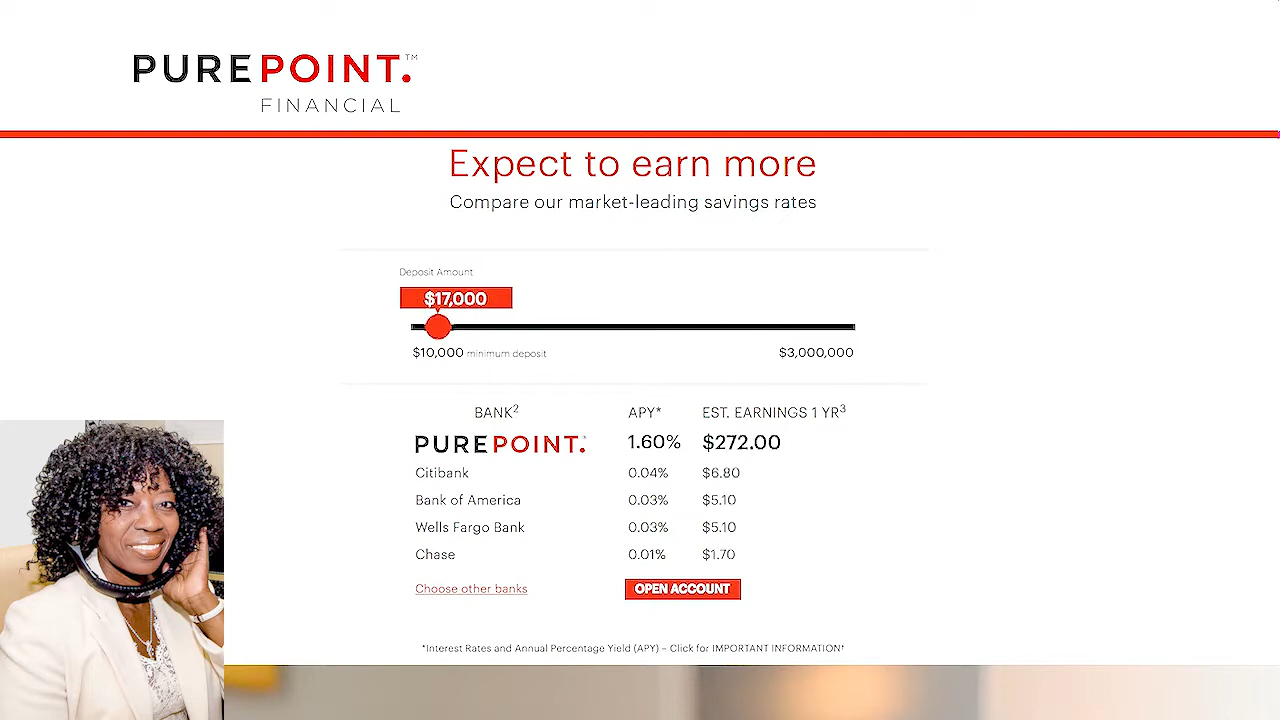 PUREPOINT.™
FINANCIAL
Expect to earn more
Compare our market-leading savings rates
Deposit Amount
$17,000
$10,000 minimum deposit $3,000,000
BANK² APY* EST. EARNINGS 1 YR³
PUREPOINT. 1.60% $272.00
Citibank 0.04% $6.80
Bank of America 0.03% $5.10
Wells Fargo Bank 0.03% $5.10
Chase 0.01% $1.70
Choose other banks OPEN ACCOUNT
*Interest Rates and Annual Percentage Yield (APY) – Click for IMPORTANT INFORMATION†